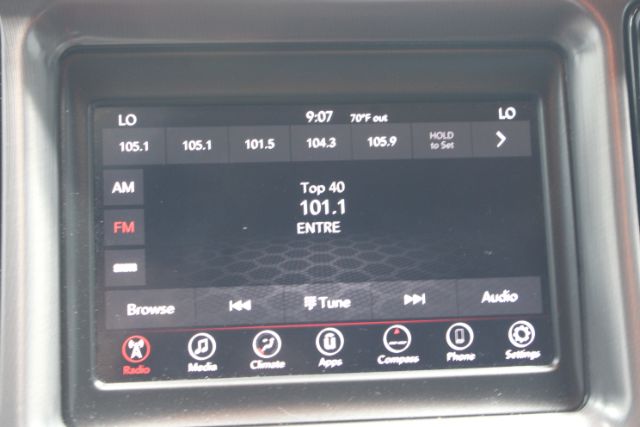 LO 9:07 70°F out LO
105.1 105.1 101.5 104.3 105.9 HOLD
to Set
AM
Top 40
101.1
FM
ENTRE
Browse Tune Audio
Radio Media Climate Apps Compass Phone Settings